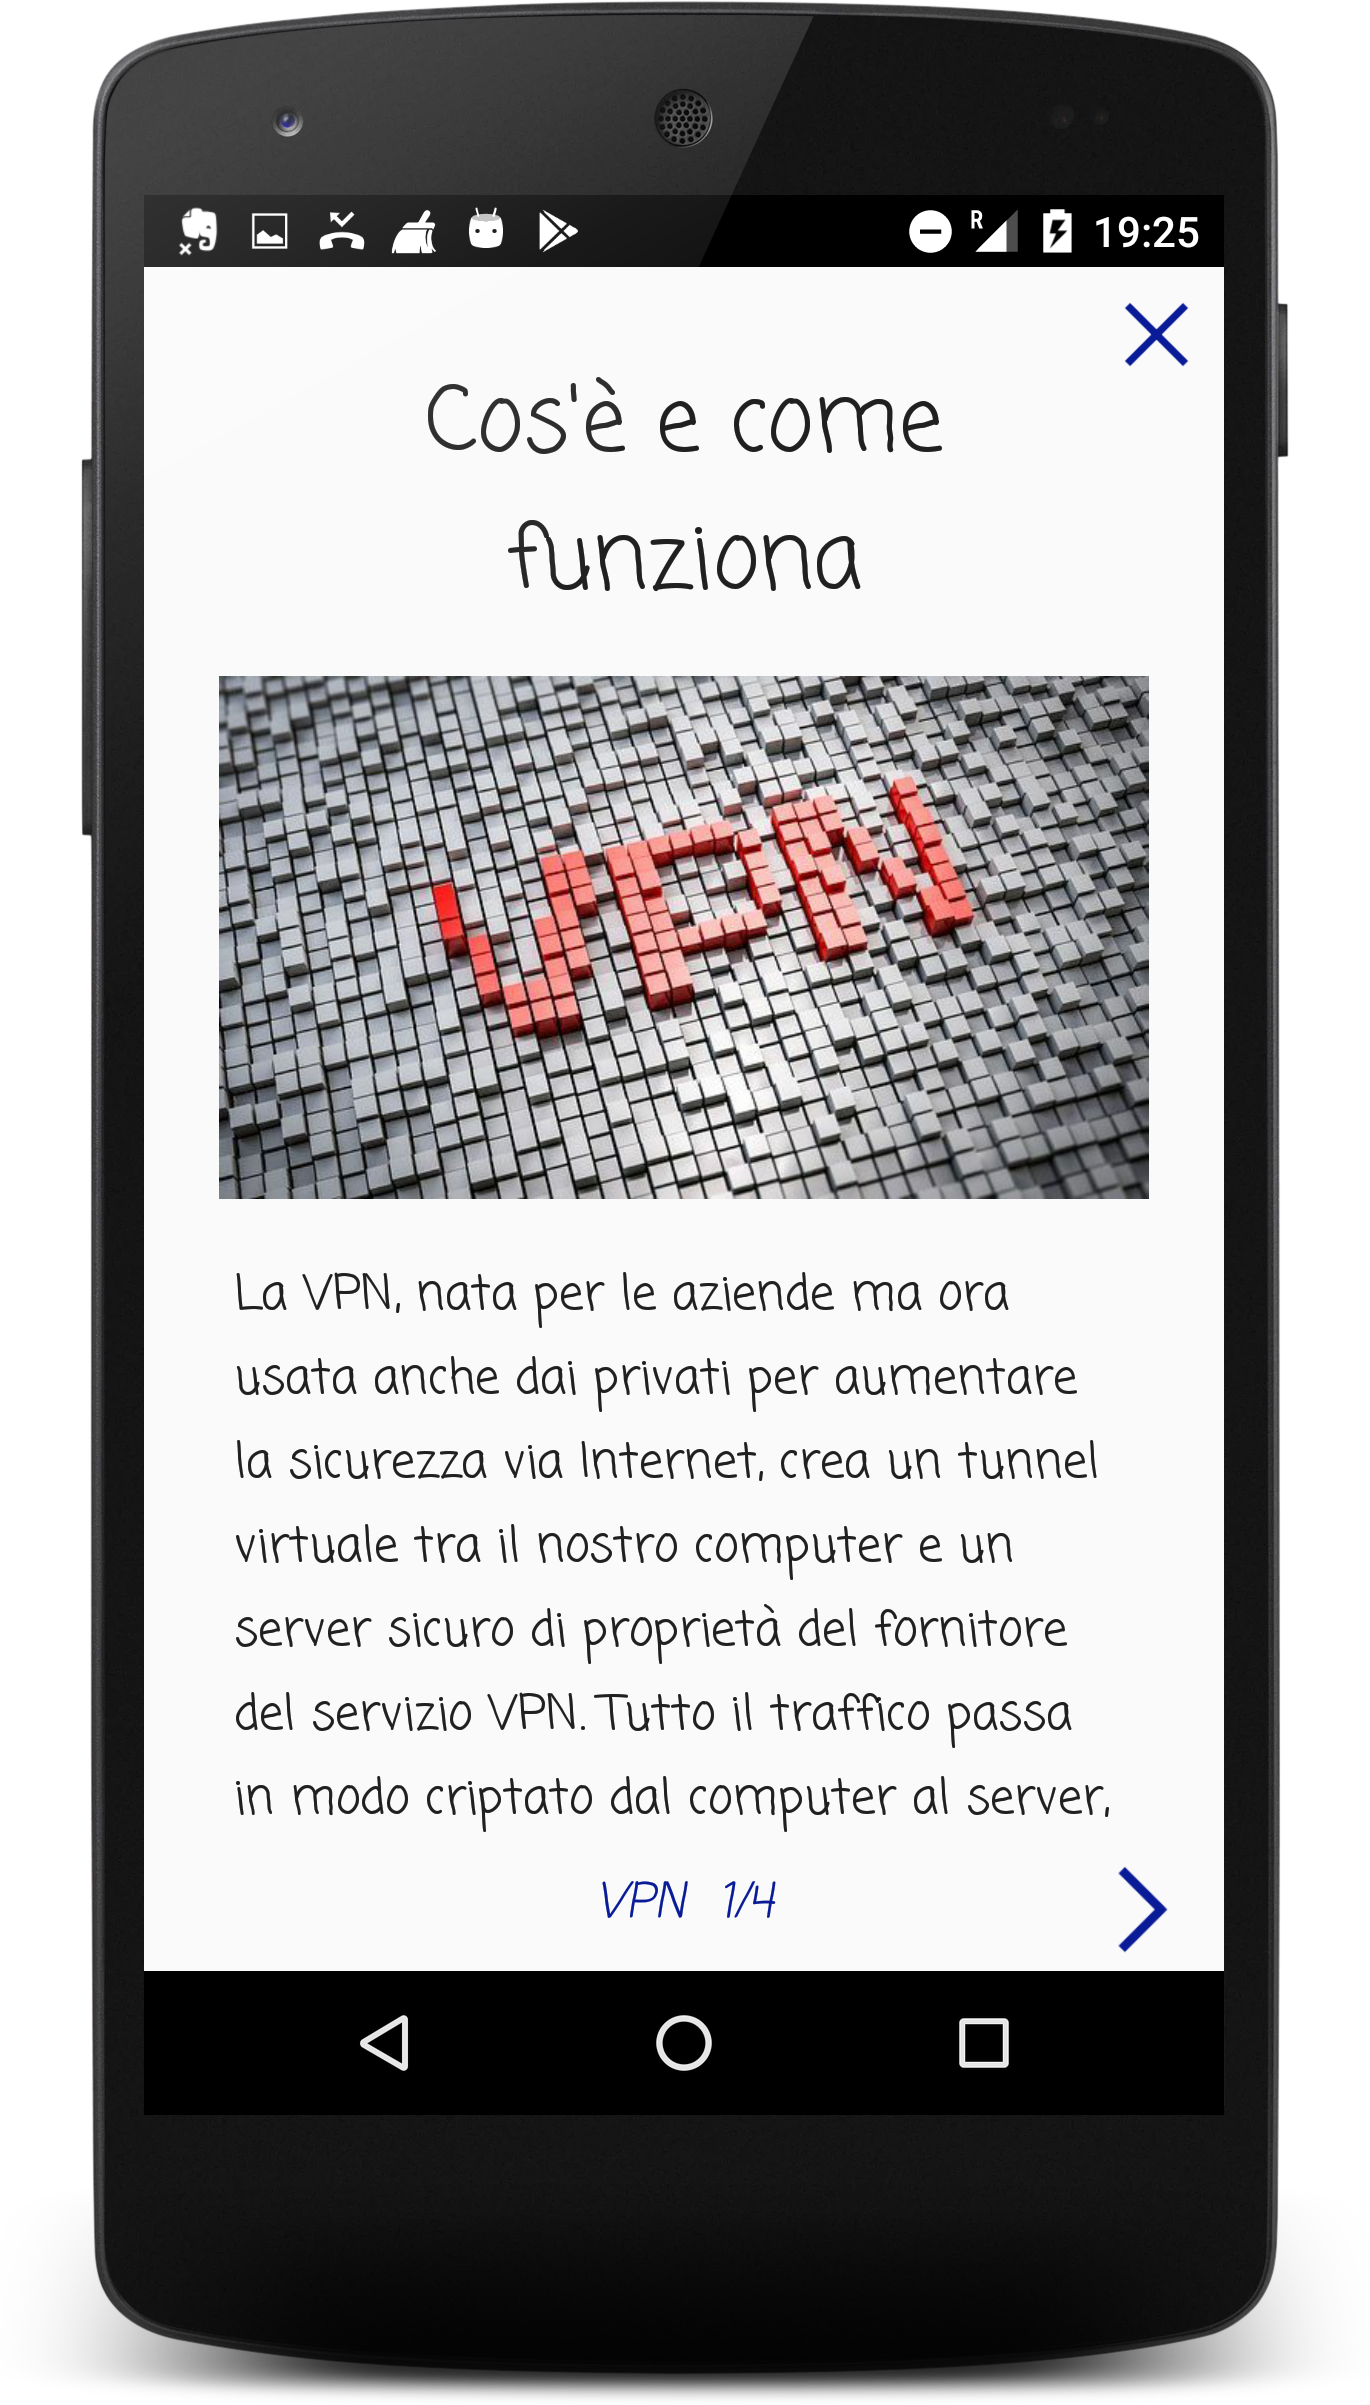 R
19:25
Cos'è e come
funziona
VPN
La VPN, nata per le aziende ma ora
usata anche dai privati per aumentare
la sicurezza via Internet, crea un tunnel
virtuale tra il nostro computer e un
server sicuro di proprietà del fornitore
del servizio VPN. Tutto il traffico passa
in modo criptato dal computer al server,
VPN 1/4